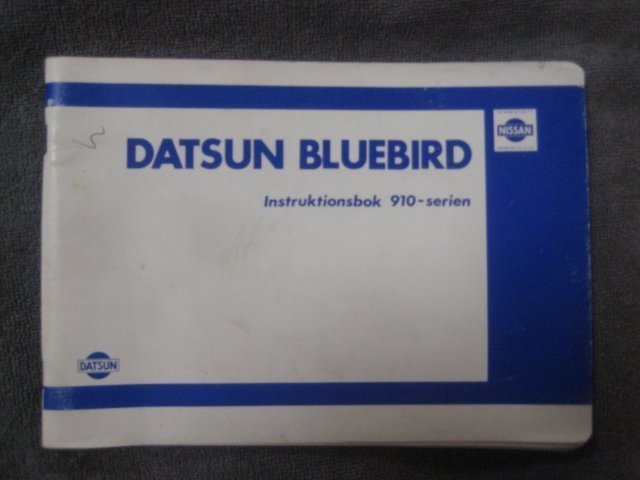 DATSUN BLUEBIRD
Instruktionsbok 910-serien
NISSAN
DATSUN